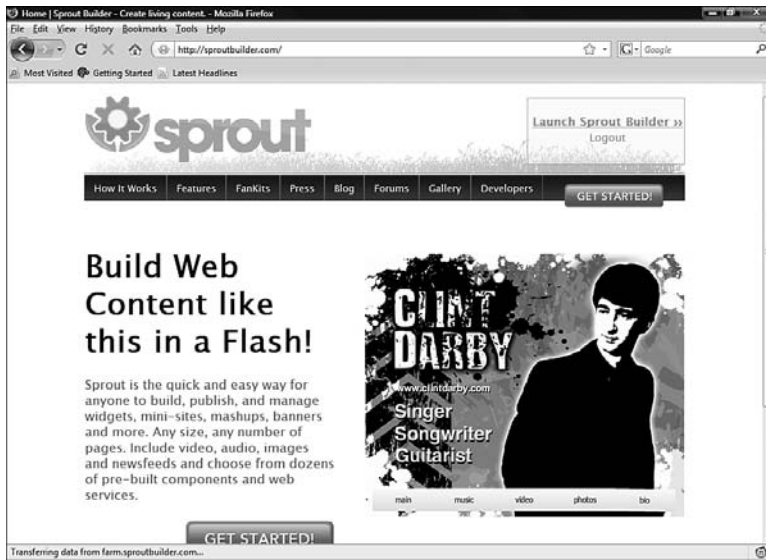 Home | Sprout Builder - Create living content. - Mozilla Firefox
File Edit View History Bookmarks Tools Help
http://sproutbuilder.com/
Google
Most Visited Getting Started Latest Headlines
sprout
Launch Sprout Builder »
Logout
How It Works Features FanKits Press Blog Forums Gallery Developers GET STARTED!
Build Web
Content like
this in a Flash!
Sprout is the quick and easy way for
anyone to build, publish, and manage
widgets, mini-sites, mashups, banners
and more. Any size, any number of
pages. Include video, audio, images
and newsfeeds and choose from dozens
of pre-built components and web
services.
GET STARTED!
CLINT
DARBY
www.clintdarby.com
Singer
Songwriter
Guitarist
main music video photos bio
Transferring data from farm.sproutbuilder.com...